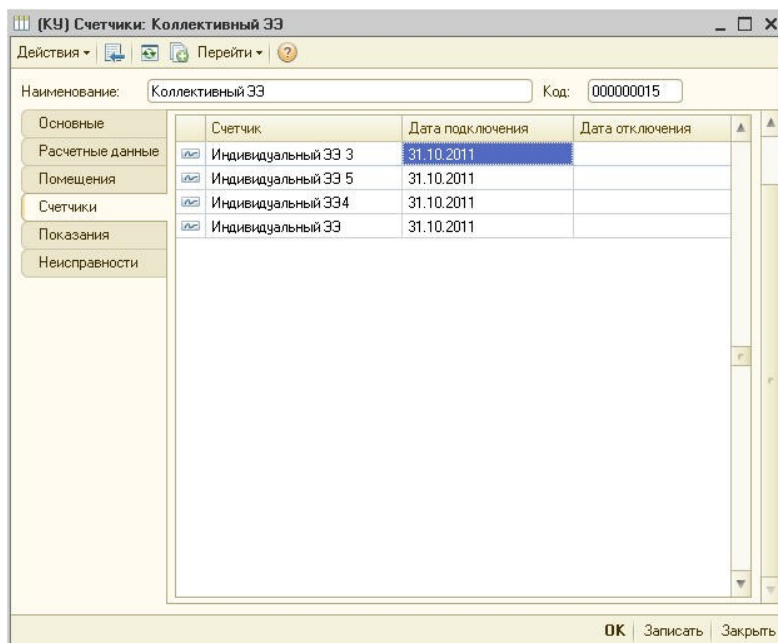 (КУ) Счетчики: Коллективный ЭЭ
Действия Перейти
Наименование: Коллективный ЭЭ Код: 000000015
Основные
Расчетные данные
Помещения
Счетчики
Показания
Неисправности
Счетчик Дата подключения Дата отключения
Индивидуальный ЭЭ 3 31.10.2011
Индивидуальный ЭЭ 5 31.10.2011
Индивидуальный ЭЭ4 31.10.2011
Индивидуальный ЭЭ 31.10.2011
OK Записать Закрыть